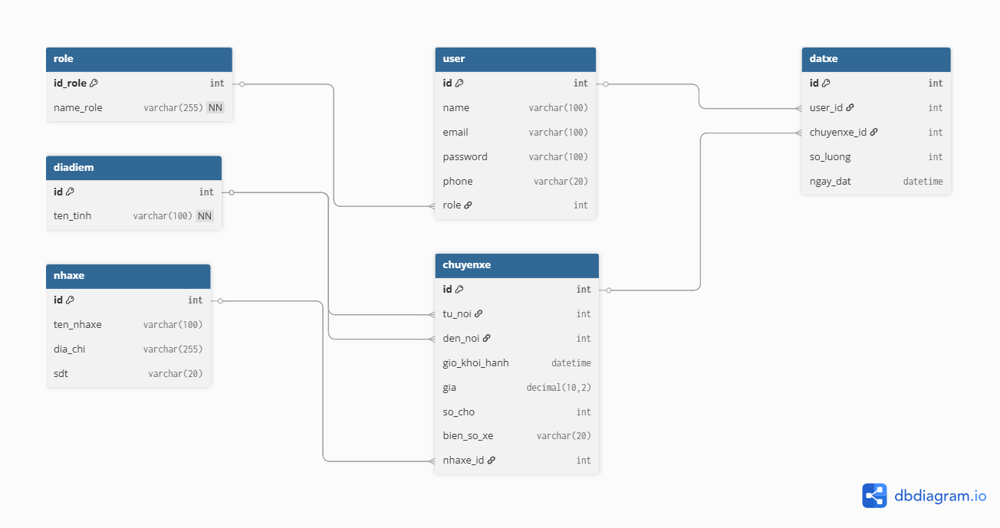 role
id_role int
name_role varchar(255) NN
diadiem
id int
ten_tinh varchar(100) NN
nhaxe
id int
ten_nhaxe varchar(100)
dia_chi varchar(255)
sdt varchar(20)
user
id int
name varchar(100)
email varchar(100)
password varchar(100)
phone varchar(20)
role int
chuyenxe
id int
tu_noi int
den_noi int
gio_khoi_hanh datetime
gia decimal(10,2)
so_cho int
bien_so_xe varchar(20)
nhaxe_id int
datxe
id int
user_id int
chuyenxe_id int
so_luong int
ngay_dat datetime
dbdiagram.io